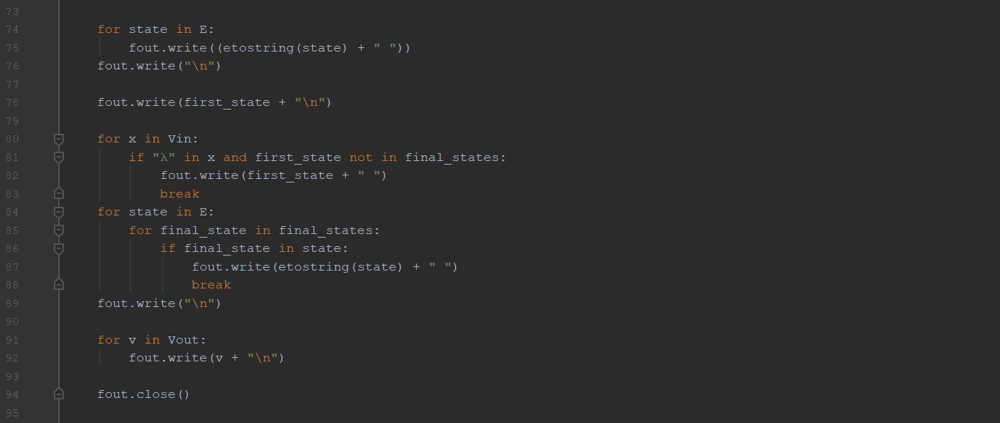 73
74 for state in E:
75 fout.write((etostring(state) + " "))
76 fout.write("\n")
77
78 fout.write(first_state + "\n")
79
80 for x in Vin:
81 if "λ" in x and first_state not in final_states:
82 fout.write(first_state + " ")
83 break
84 for state in E:
85 for final_state in final_states:
86 if final_state in state:
87 fout.write(etostring(state) + " ")
88 break
89 fout.write("\n")
90
91 for v in Vout:
92 fout.write(v + "\n")
93
94 fout.close()
95